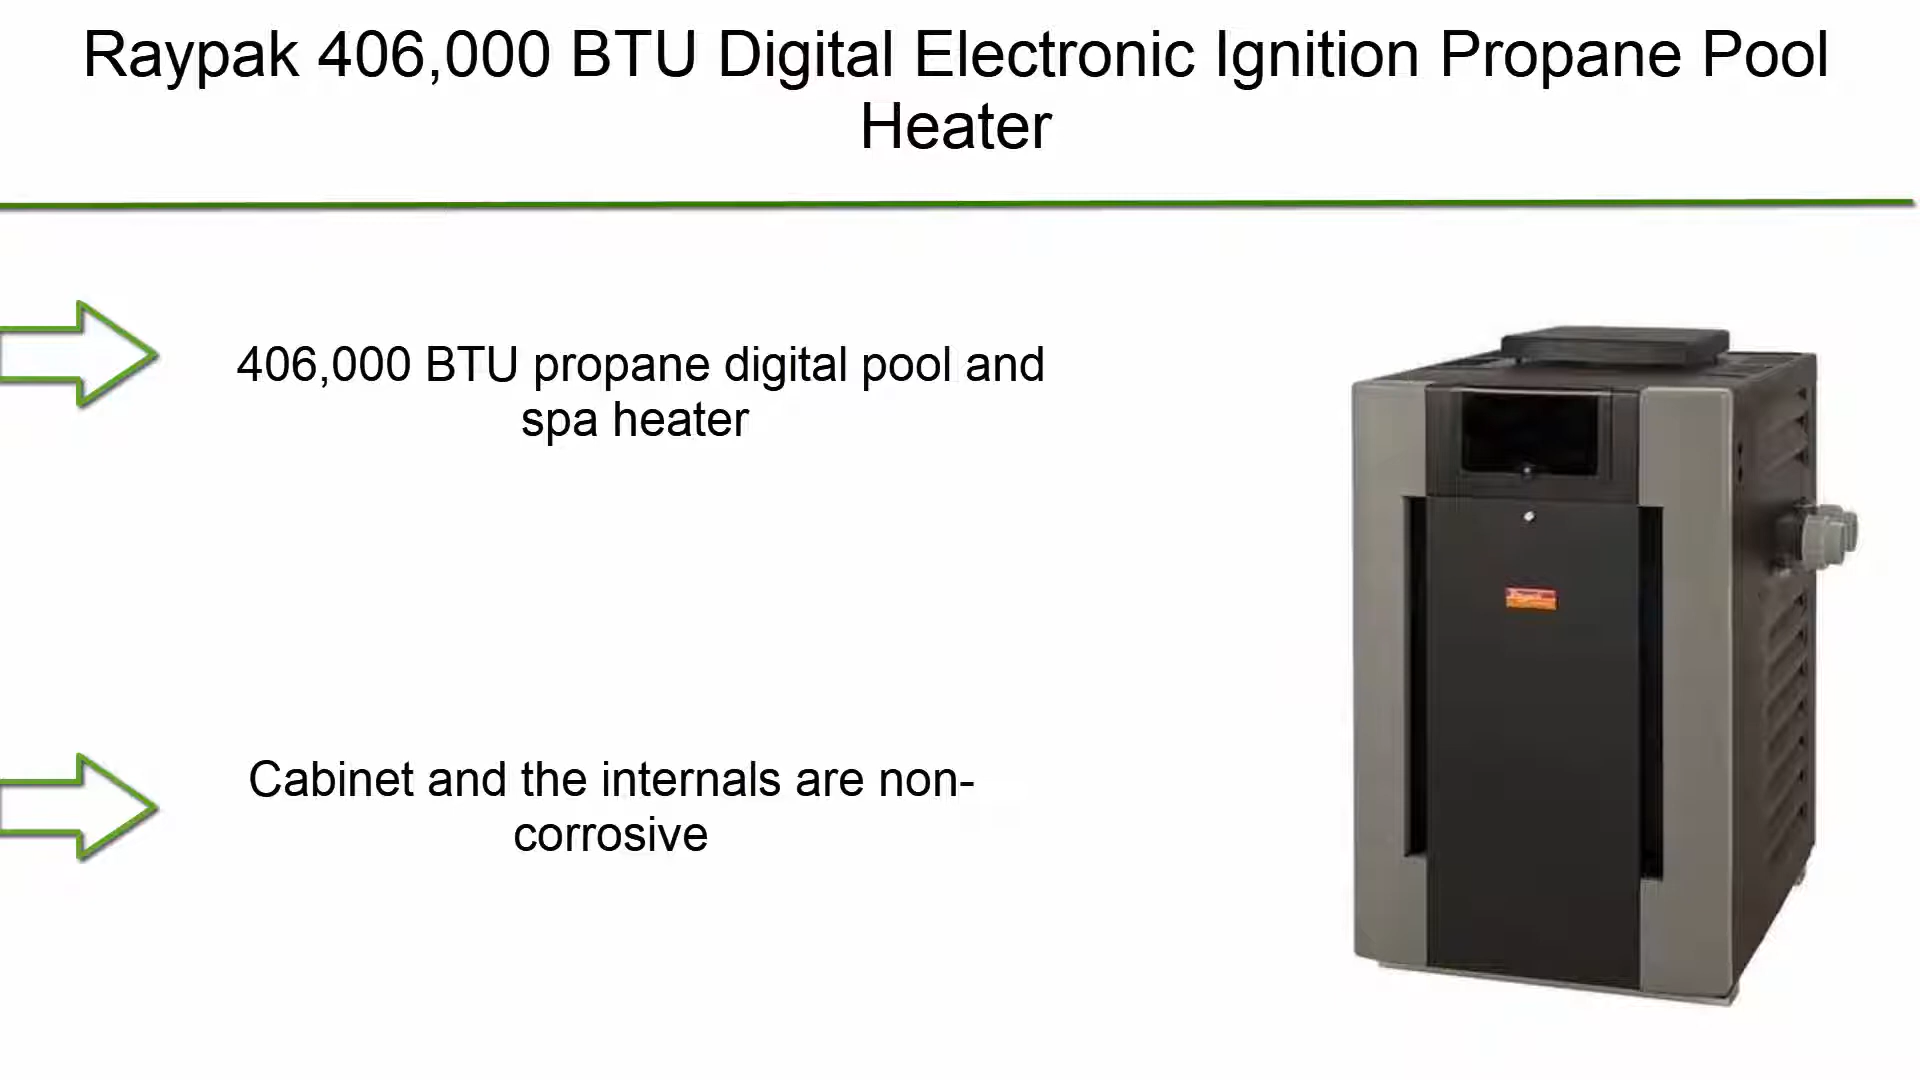 Raypak 406,000 BTU Digital Electronic Ignition Propane Pool
Heater
406,000 BTU propane digital pool and
spa heater
Cabinet and the internals are non-
corrosive
Raypak